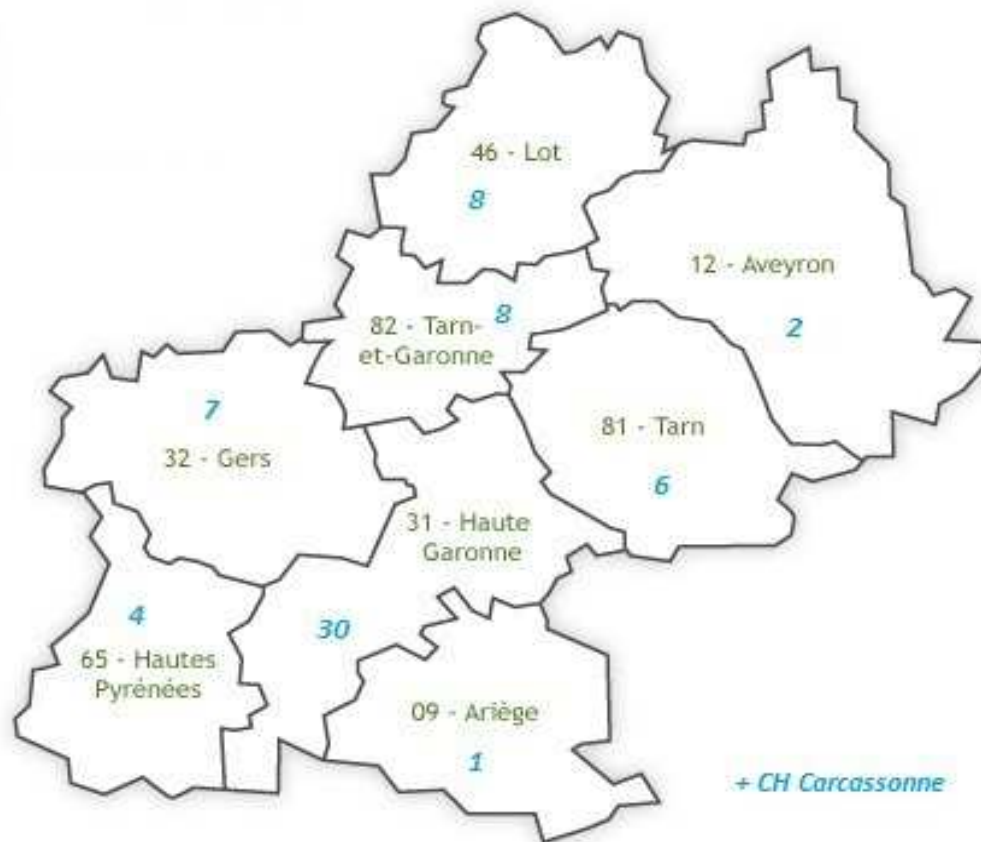 46 - Lot
8
12 - Aveyron
2
82 - Tarn-
et-Garonne
8
7
32 - Gers
81 - Tarn
6
31 - Haute
Garonne
30
4
65 - Hautes
Pyrénées
09 - Ariège
1
+ CH Carcassonne